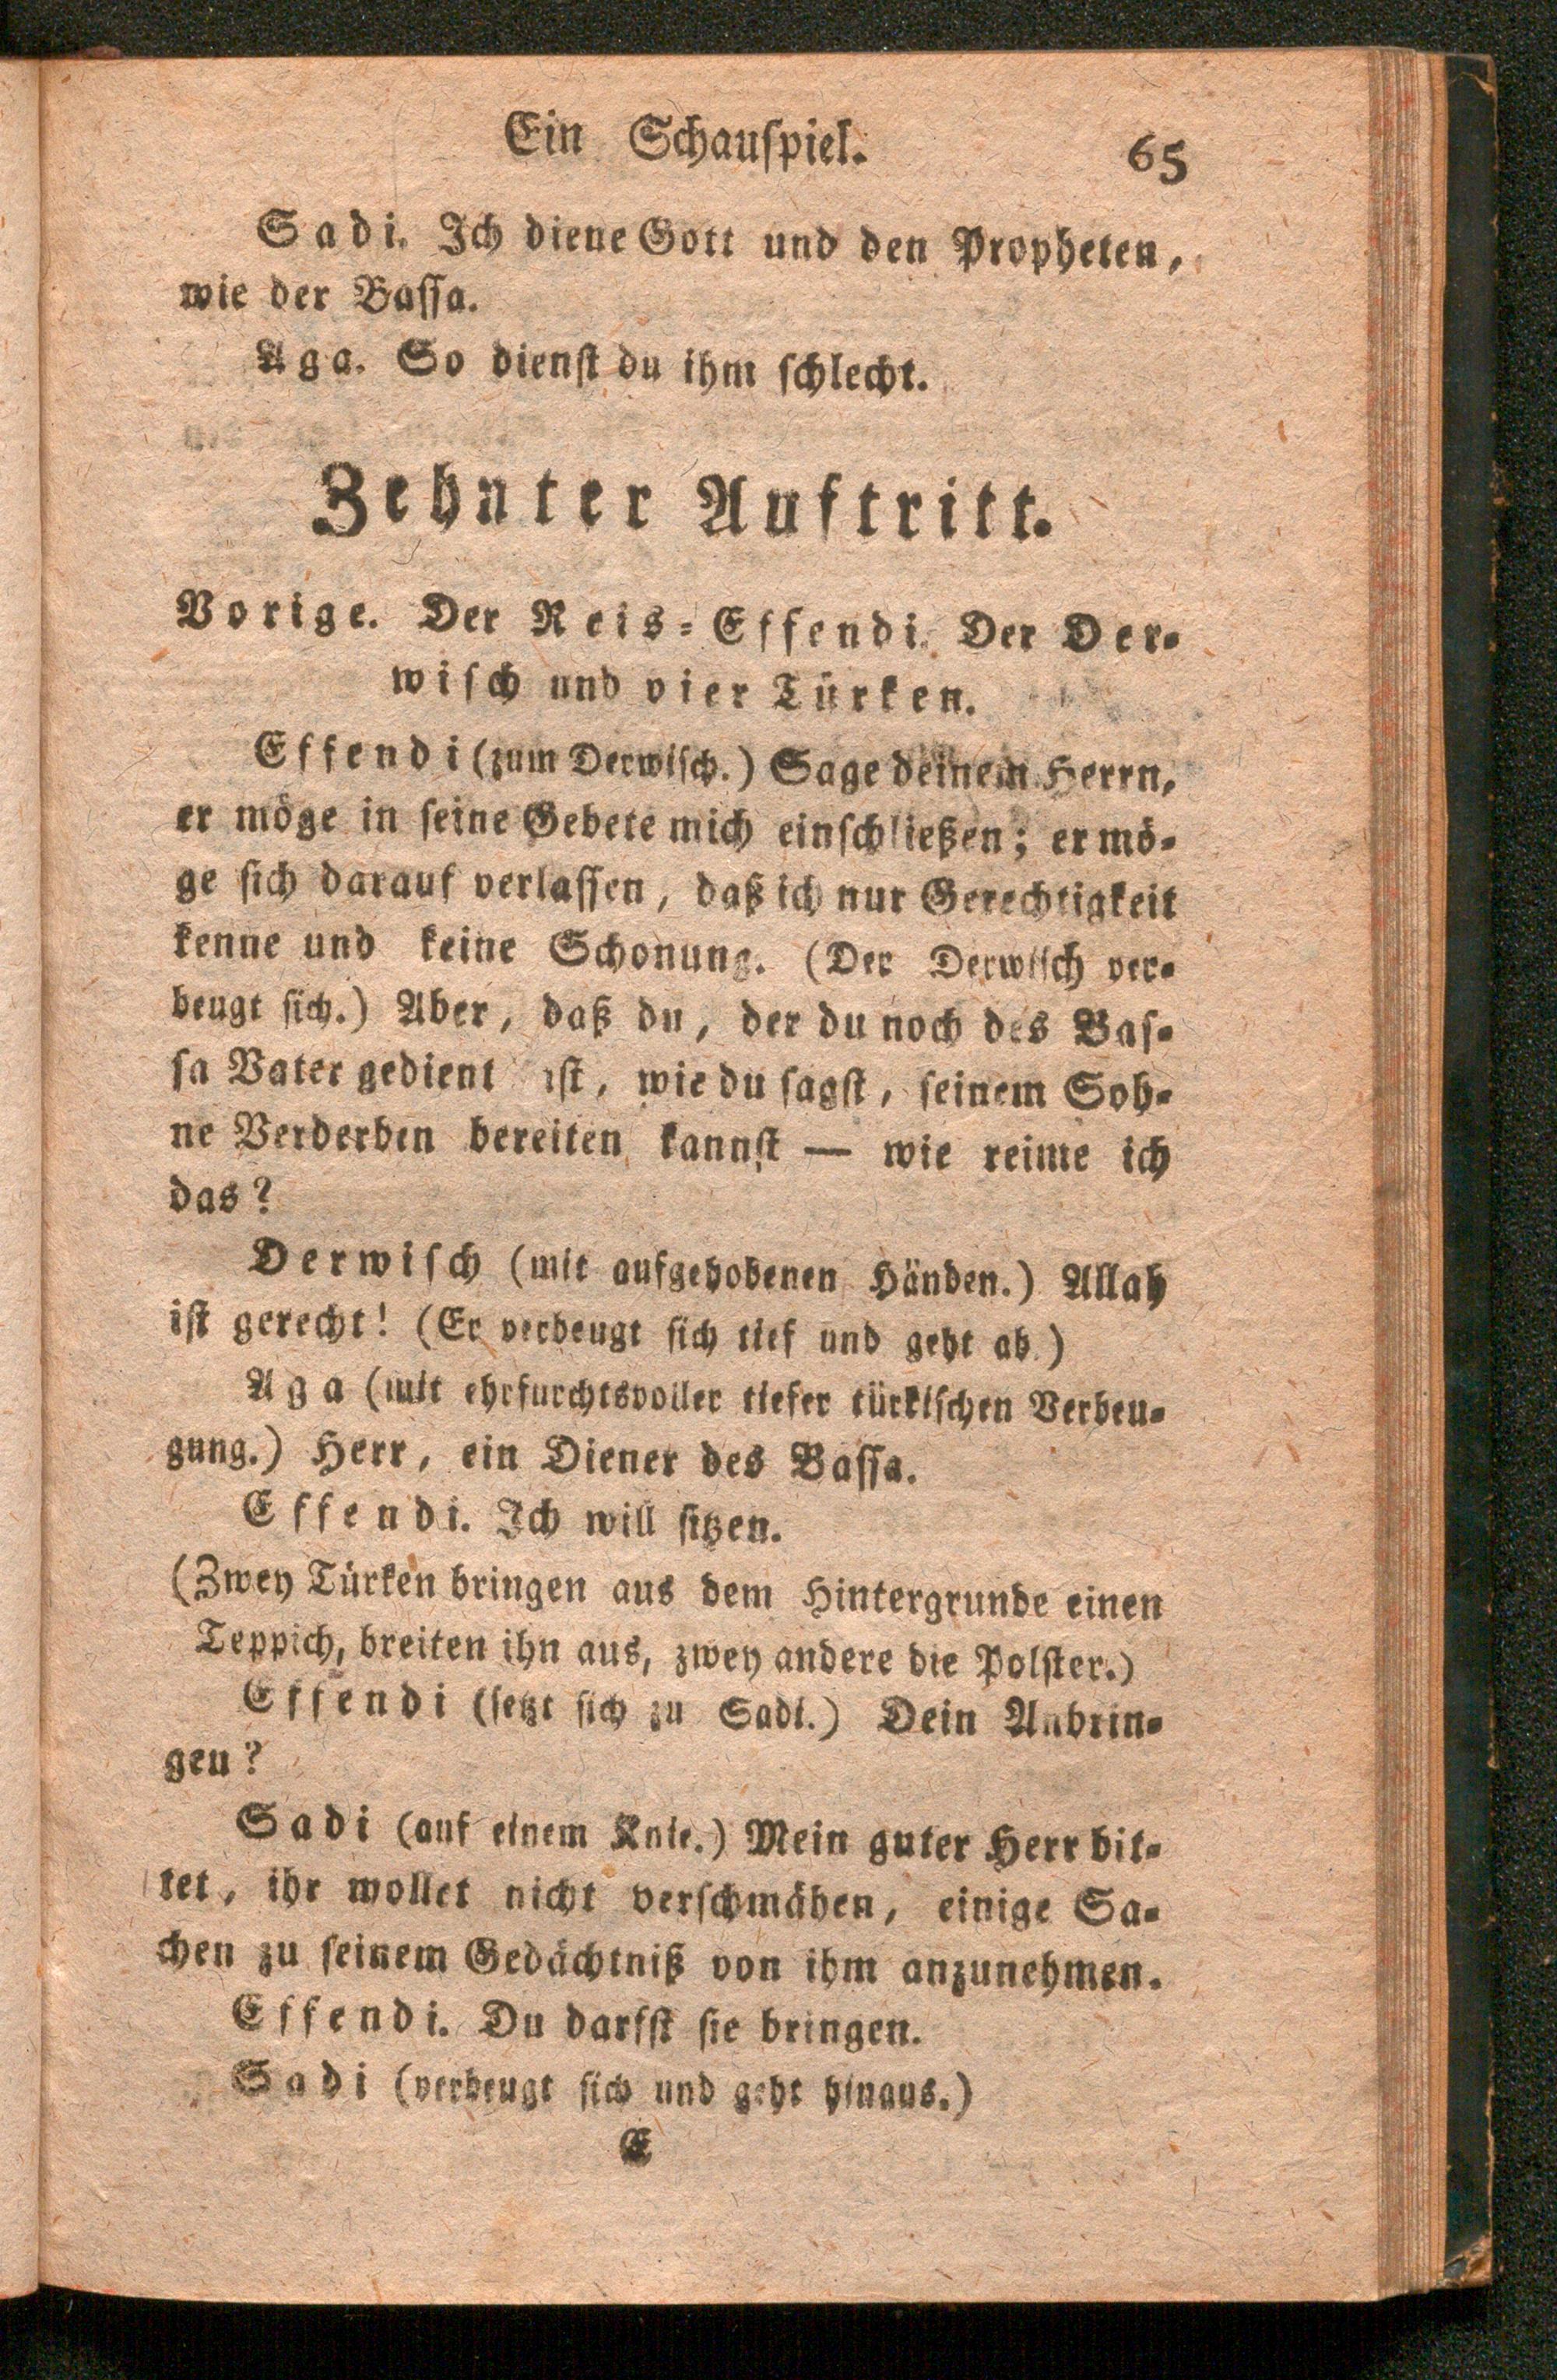 Ein Schauſpiel. 65
Sadi. Ich diene Gott und den Propheten,
wie der Baſſa.
Aga. So dienſt du ihm ſchlecht.
Zehnter Auftritt.
Vorige. Der Reis-Effendi. Der Der-
wiſch und vier Türken.
Effendi (zum Derwiſch.) Sage deinem Herrn,
er möge in ſeine Gebete mich einſchließen; er mö-
ge ſich darauf verlaſſen, daß ich nur Gerechtigkeit
kenne und keine Schonung. (Der Derwiſch ver-
beugt ſich.) Aber, daß du, der du noch des Baſ-
ſa Vater gedient iſt, wie du ſagſt, ſeinem Soh-
ne Verderben bereiten kannſt — wie reime ich
das?
Derwiſch (mit aufgehobenen Händen.) Allah
iſt gerecht! (Er verbeugt ſich tief und geht ab.)
Aga (mit ehrfurchtsvoller tiefer türkiſchen Verbeu-
gung.) Herr, ein Diener des Baſſa.
Effendi. Ich will ſitzen.
(Zwey Türken bringen aus dem Hintergrunde einen
Teppich, breiten ihn aus, zwey andere die Polſter.)
Effendi (ſetzt ſich zu Sadi.) Dein Anbrin-
gen?
Sadi (auf einem Knie.) Mein guter Herr bit-
tet, ihr wollet nicht verſchmähen, einige Sa-
chen zu ſeinem Gedächtniß von ihm anzunehmen.
Effendi. Du darfſt ſie bringen.
Sadi (verbeugt ſich und geht hinaus.)
E